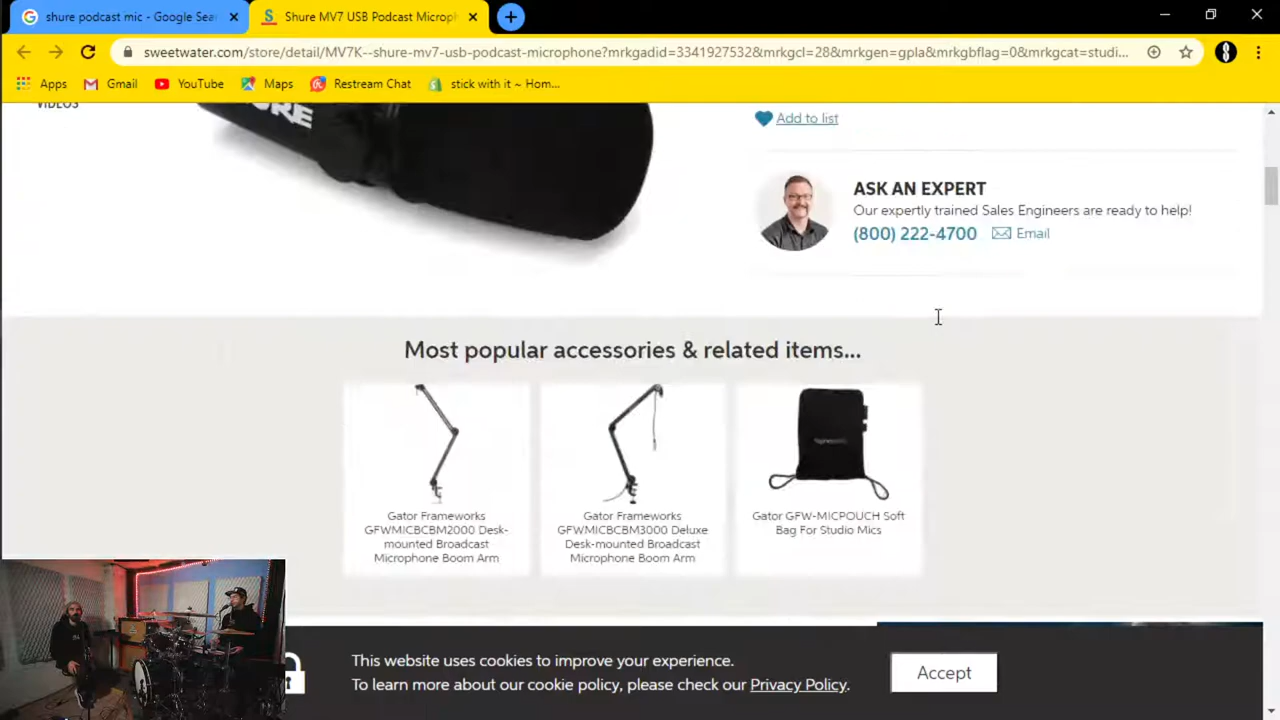 shure podcast mic - Google Sear
Shure MV7 USB Podcast Microph
sweetwater.com/store/detail/MV7K--shure-mv7-usb-podcast-microphone?mrkgadid=3341927532&mrkgcl=28&mrkgen=gpla&mrkgbflag=0&mrkgcat=studi...
Apps
Gmail
YouTube
Maps
Restream Chat
stick with it ~ Hom...
VIDEOS
Add to list
ASK AN EXPERT
Our expertly trained Sales Engineers are ready to help!
(800) 222-4700 Email
Most popular accessories & related items...
Gator Frameworks
GFWMICBCBM2000 Desk-
mounted Broadcast
Microphone Boom Arm
Gator Frameworks
GFWMICBCBM3000 Deluxe
Desk-mounted Broadcast
Microphone Boom Arm
Gator GFW-MICPOUCH Soft
Bag For Studio Mics
This website uses cookies to improve your experience.
To learn more about our cookie policy, please check our Privacy Policy.
Accept